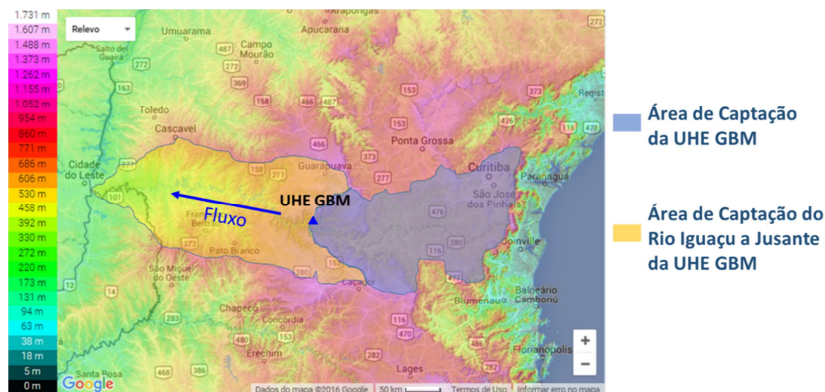 1.731 m
1.607 m
1.488 m
1.373 m
1.262 m
1.155 m
1.052 m
954 m
860 m
771 m
686 m
606 m
530 m
458 m
392 m
330 m
272 m
220 m
173 m
131 m
94 m
63 m
38 m
18 m
5 m
0 m
Relevo
Umuarama
Apucarana
Campo
Mourão
Toledo
Cascavel
Cidade
del Leste
Guarapuava
Ponta Grossa
Curitiba
São José
dos Pinhais
Paranaguá
UHE GBM
Fluxo
Pato Branco
São Miguel
do Oeste
Caçador
Joinville
Blumenau
Balneário
Camboriú
Chapecó
Concórdia
Erechim
Lages
Florianópolis
Santa Rosa
Google
Dados do mapa ©2016 Google
50 km
Termos de Uso
Informar erro no mapa
Área de Captação
da UHE GBM
Área de Captação do
Rio Iguaçu a Jusante
da UHE GBM